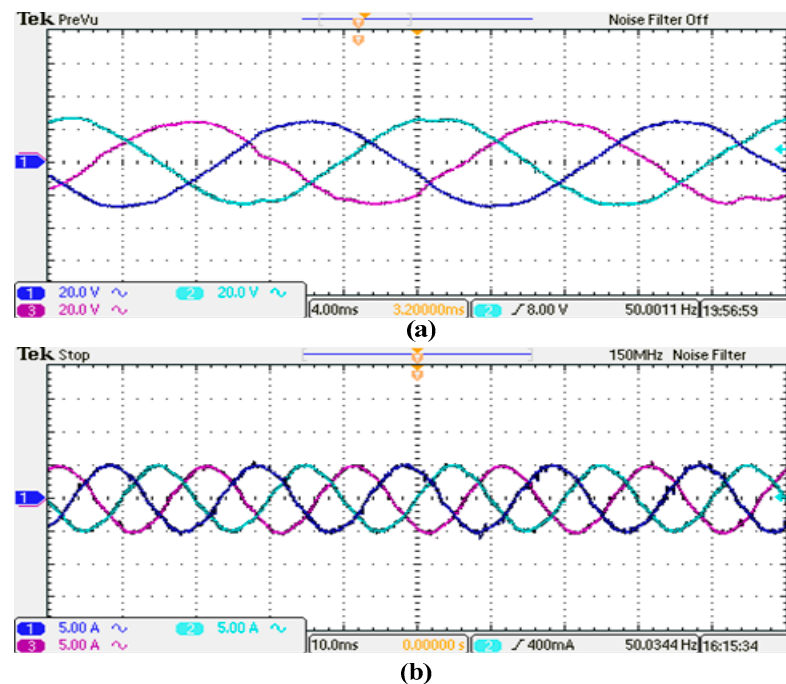 Tek PreVu Noise Filter Off
1
1 20.0 V 2 20.0 V
3 20.0 V 4.00ms 3.20000ms 2 8.00 V 50.0011 Hz 19:56:59
(a)
Tek Stop 150MHz Noise Filter
1
1 5.00 A 2 5.00 A
3 5.00 A 10.0ms 0.00000 s 2 400mA 50.0344 Hz 16:15:34
(b)